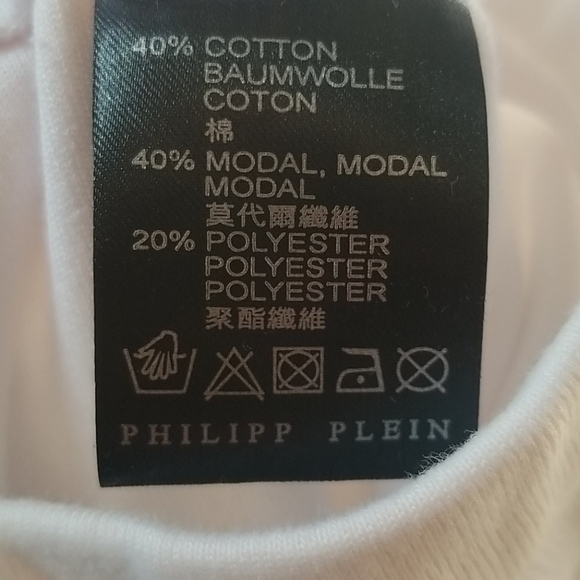 40% COTTON
BAUMWOLLE
COTON
棉
40% MODAL, MODAL
MODAL
莫代爾纖維
20% POLYESTER
POLYESTER
POLYESTER
聚酯纖維
PHILIPP PLEIN